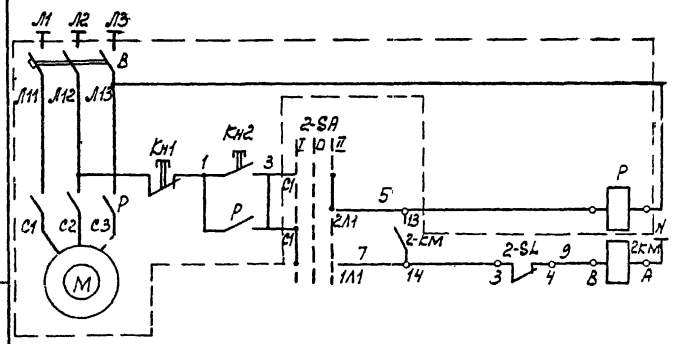 Л1 Л2 Л3
В
Л11 Л12 Л13
2-SA
Кн1 Кн2
I 0 II
1 3 С1
Р
5
Р
С1 С2 С3 Р
С1
2Л1 13
2-КМ
N
7
2-SL 9 2КМ
1Л1 14 3 4 В А
М